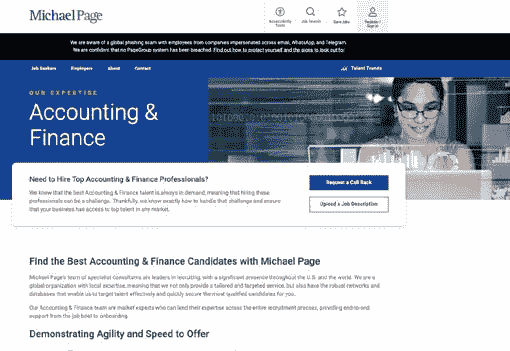 Michael Page
Accessibility Tools
Job Search
Save Jobs
Register / Sign In
We are aware of a global phishing scam with employees from companies impersonated across email, WhatsApp, and Telegram.
We are confident that no PageGroup system has been breached. Find out how to protect yourself and the signs to look out for.
Job Seekers Employers About Contact Talent Trends
OUR EXPERTISE
Accounting &
Finance
Need to Hire Top Accounting & Finance Professionals?
We know that the best Accounting & Finance talent is always in demand, meaning that hiring these
professionals can be a challenge. Thankfully, we know exactly how to handle that challenge and ensure
that your business has access to top talent in any market.
Request a Call Back
Upload a Job Description
Find the Best Accounting & Finance Candidates with Michael Page
Michael Page's team of specialist consultants are leaders in recruiting, with a significant presence throughout the U.S. and the world. We are a
global organization with local expertise, meaning that we not only provide a tailored and targeted service, but also have the robust networks and
databases that enable us to target talent effectively and quickly secure the most qualified candidates for you.
Our Accounting & Finance team are market experts who can lend their expertise across the entire recruitment process, providing end-to-end
support from the job brief to onboarding.
Demonstrating Agility and Speed to Offer